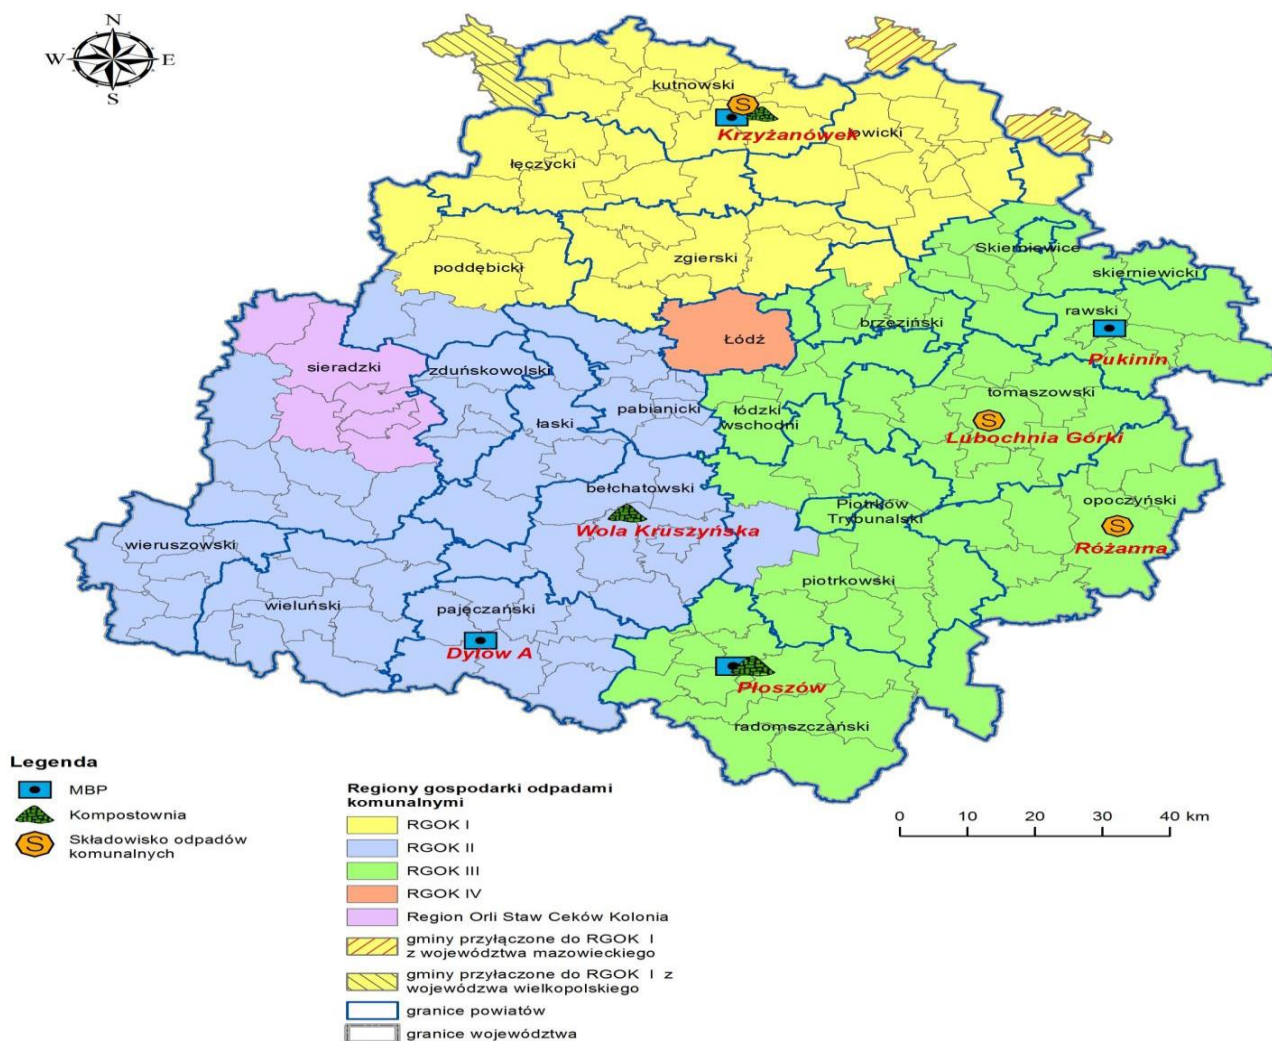 N
W
E
S
kutnowski
S
Krzyżanówek
owicki
łęczycki
Skierniewice
poddębicki
zgierski
skierniewicki
rawski
brzeziński
Łódź
Pukinin
sieradzki
zduńskowolski
tomaszowski
łaski
pabianicki
łódzki
wschodni
S
Lubochnia Górki
bełchatowski
opoczyński
Piotrków
Trybunalski
Wola Kruszyńska
S
Różanna
wieruszowski
piotrkowski
wieluński
pajęczański
Dylow A
Płoszów
radomszczański
Legenda
MBP
Kompostownia
S
Składowisko odpadów
komunalnych
Regiony gospodarki odpadami
komunalnymi
RGOK I
RGOK II
RGOK III
RGOK IV
Region Orli Staw Ceków Kolonia
gminy przyłączone do RGOK I
z województwa mazowieckiego
gminy przyłaczone do RGOK I z
wojewódzwa wielkopolskiego
granice powiatów
granice województwa
0 10 20 30 40 km